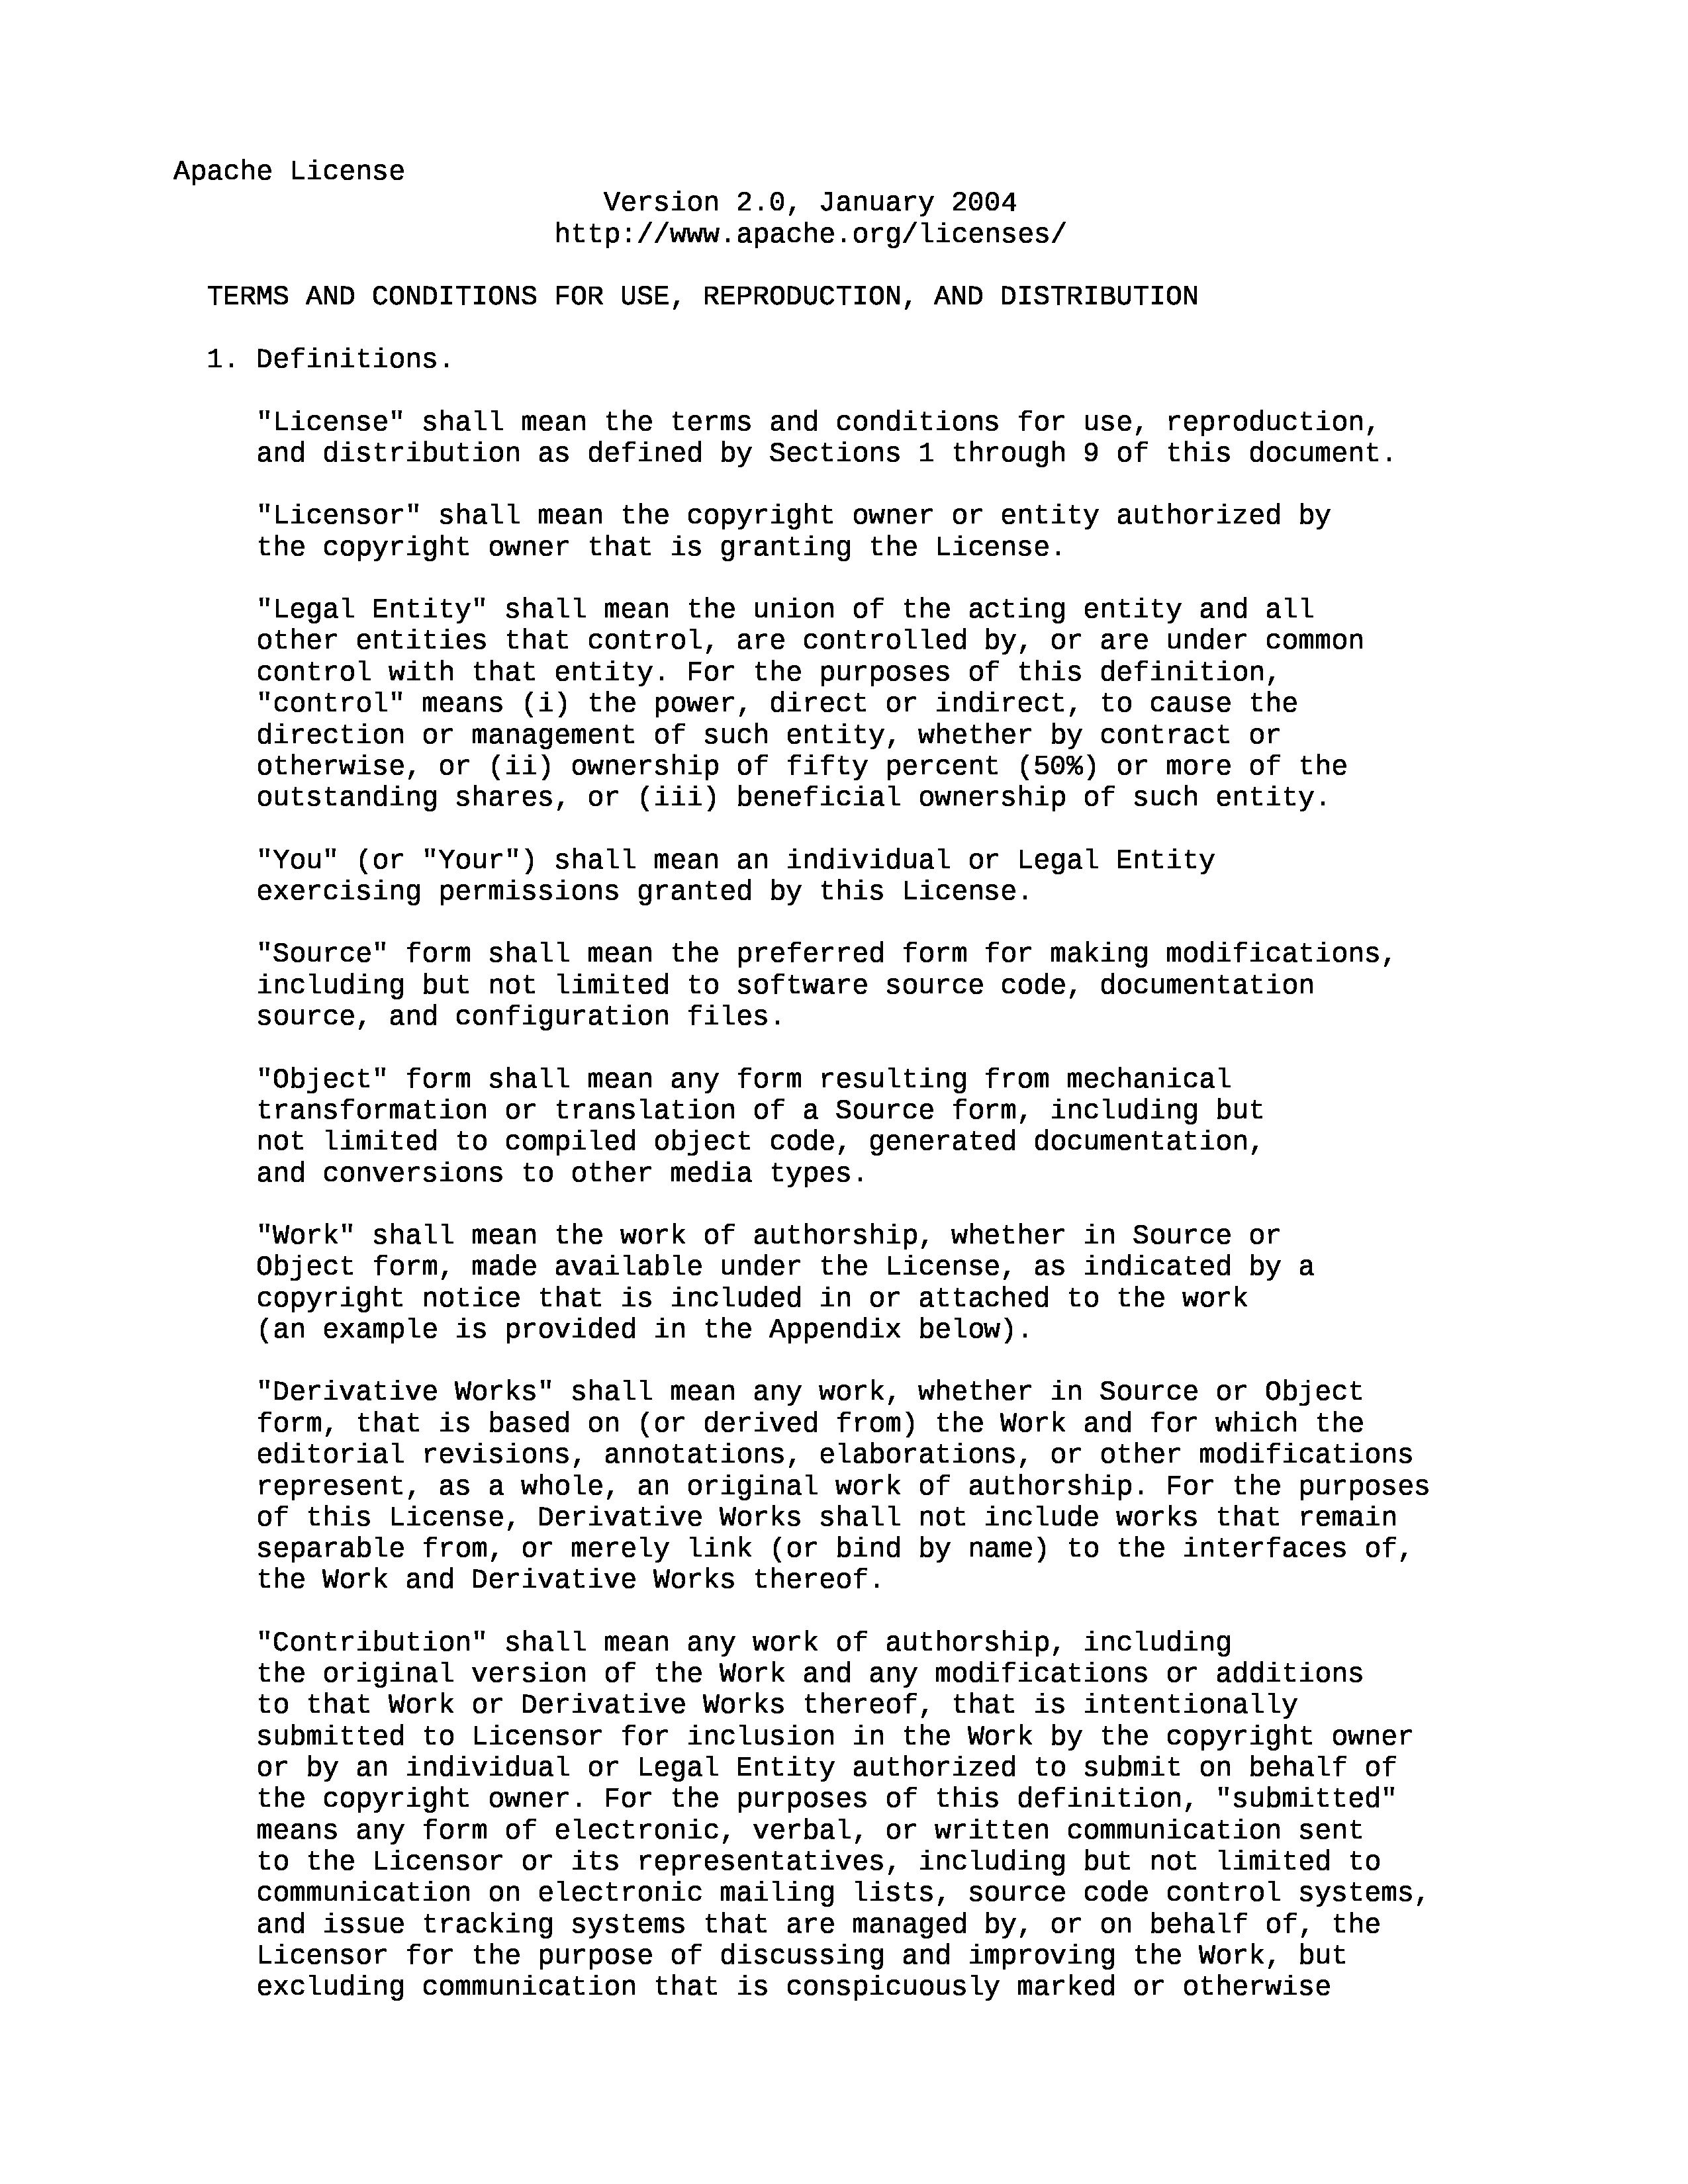 Apache License
Version 2.0, January 2004
http://www.apache.org/licenses/
TERMS AND CONDITIONS FOR USE, REPRODUCTION, AND DISTRIBUTION
1. Definitions.
"License" shall mean the terms and conditions for use, reproduction,
and distribution as defined by Sections 1 through 9 of this document.
"Licensor" shall mean the copyright owner or entity authorized by
the copyright owner that is granting the License.
"Legal Entity" shall mean the union of the acting entity and all
other entities that control, are controlled by, or are under common
control with that entity. For the purposes of this definition,
"control" means (i) the power, direct or indirect, to cause the
direction or management of such entity, whether by contract or
otherwise, or (ii) ownership of fifty percent (50%) or more of the
outstanding shares, or (iii) beneficial ownership of such entity.
"You" (or "Your") shall mean an individual or Legal Entity
exercising permissions granted by this License.
"Source" form shall mean the preferred form for making modifications,
including but not limited to software source code, documentation
source, and configuration files.
"Object" form shall mean any form resulting from mechanical
transformation or translation of a Source form, including but
not limited to compiled object code, generated documentation,
and conversions to other media types.
"Work" shall mean the work of authorship, whether in Source or
Object form, made available under the License, as indicated by a
copyright notice that is included in or attached to the work
(an example is provided in the Appendix below).
"Derivative Works" shall mean any work, whether in Source or Object
form, that is based on (or derived from) the Work and for which the
editorial revisions, annotations, elaborations, or other modifications
represent, as a whole, an original work of authorship. For the purposes
of this License, Derivative Works shall not include works that remain
separable from, or merely link (or bind by name) to the interfaces of,
the Work and Derivative Works thereof.
"Contribution" shall mean any work of authorship, including
the original version of the Work and any modifications or additions
to that Work or Derivative Works thereof, that is intentionally
submitted to Licensor for inclusion in the Work by the copyright owner
or by an individual or Legal Entity authorized to submit on behalf of
the copyright owner. For the purposes of this definition, "submitted"
means any form of electronic, verbal, or written communication sent
to the Licensor or its representatives, including but not limited to
communication on electronic mailing lists, source code control systems,
and issue tracking systems that are managed by, or on behalf of, the
Licensor for the purpose of discussing and improving the Work, but
excluding communication that is conspicuously marked or otherwise